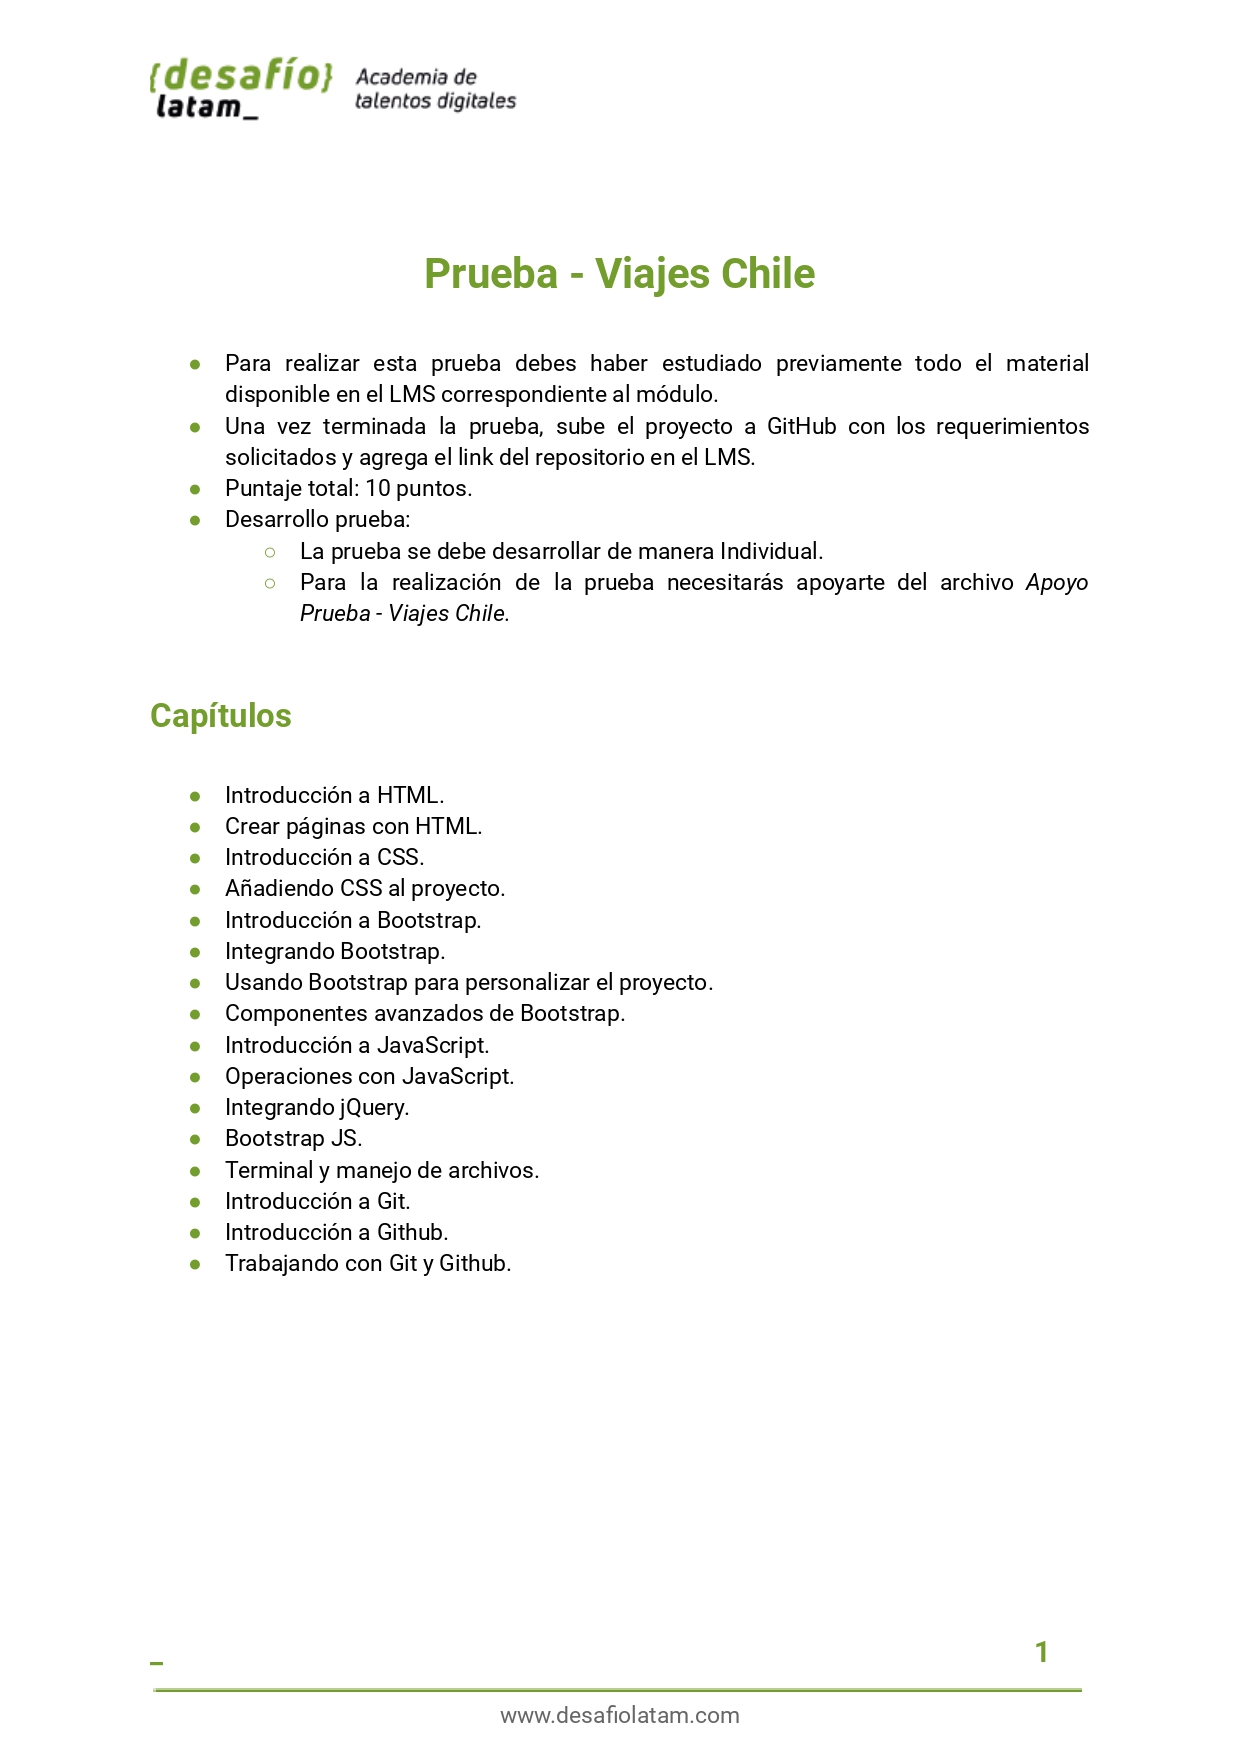 {desafío}
latam_
Academia de
talentos digitales
Prueba - Viajes Chile
● Para realizar esta prueba debes haber estudiado previamente todo el material
disponible en el LMS correspondiente al módulo.
● Una vez terminada la prueba, sube el proyecto a GitHub con los requerimientos
solicitados y agrega el link del repositorio en el LMS.
● Puntaje total: 10 puntos.
● Desarrollo prueba:
○ La prueba se debe desarrollar de manera Individual.
○ Para la realización de la prueba necesitarás apoyarte del archivo Apoyo
Prueba - Viajes Chile.
Capítulos
● Introducción a HTML.
● Crear páginas con HTML.
● Introducción a CSS.
● Añadiendo CSS al proyecto.
● Introducción a Bootstrap.
● Integrando Bootstrap.
● Usando Bootstrap para personalizar el proyecto.
● Componentes avanzados de Bootstrap.
● Introducción a JavaScript.
● Operaciones con JavaScript.
● Integrando jQuery.
● Bootstrap JS.
● Terminal y manejo de archivos.
● Introducción a Git.
● Introducción a Github.
● Trabajando con Git y Github.
_ 1
www.desafiolatam.com